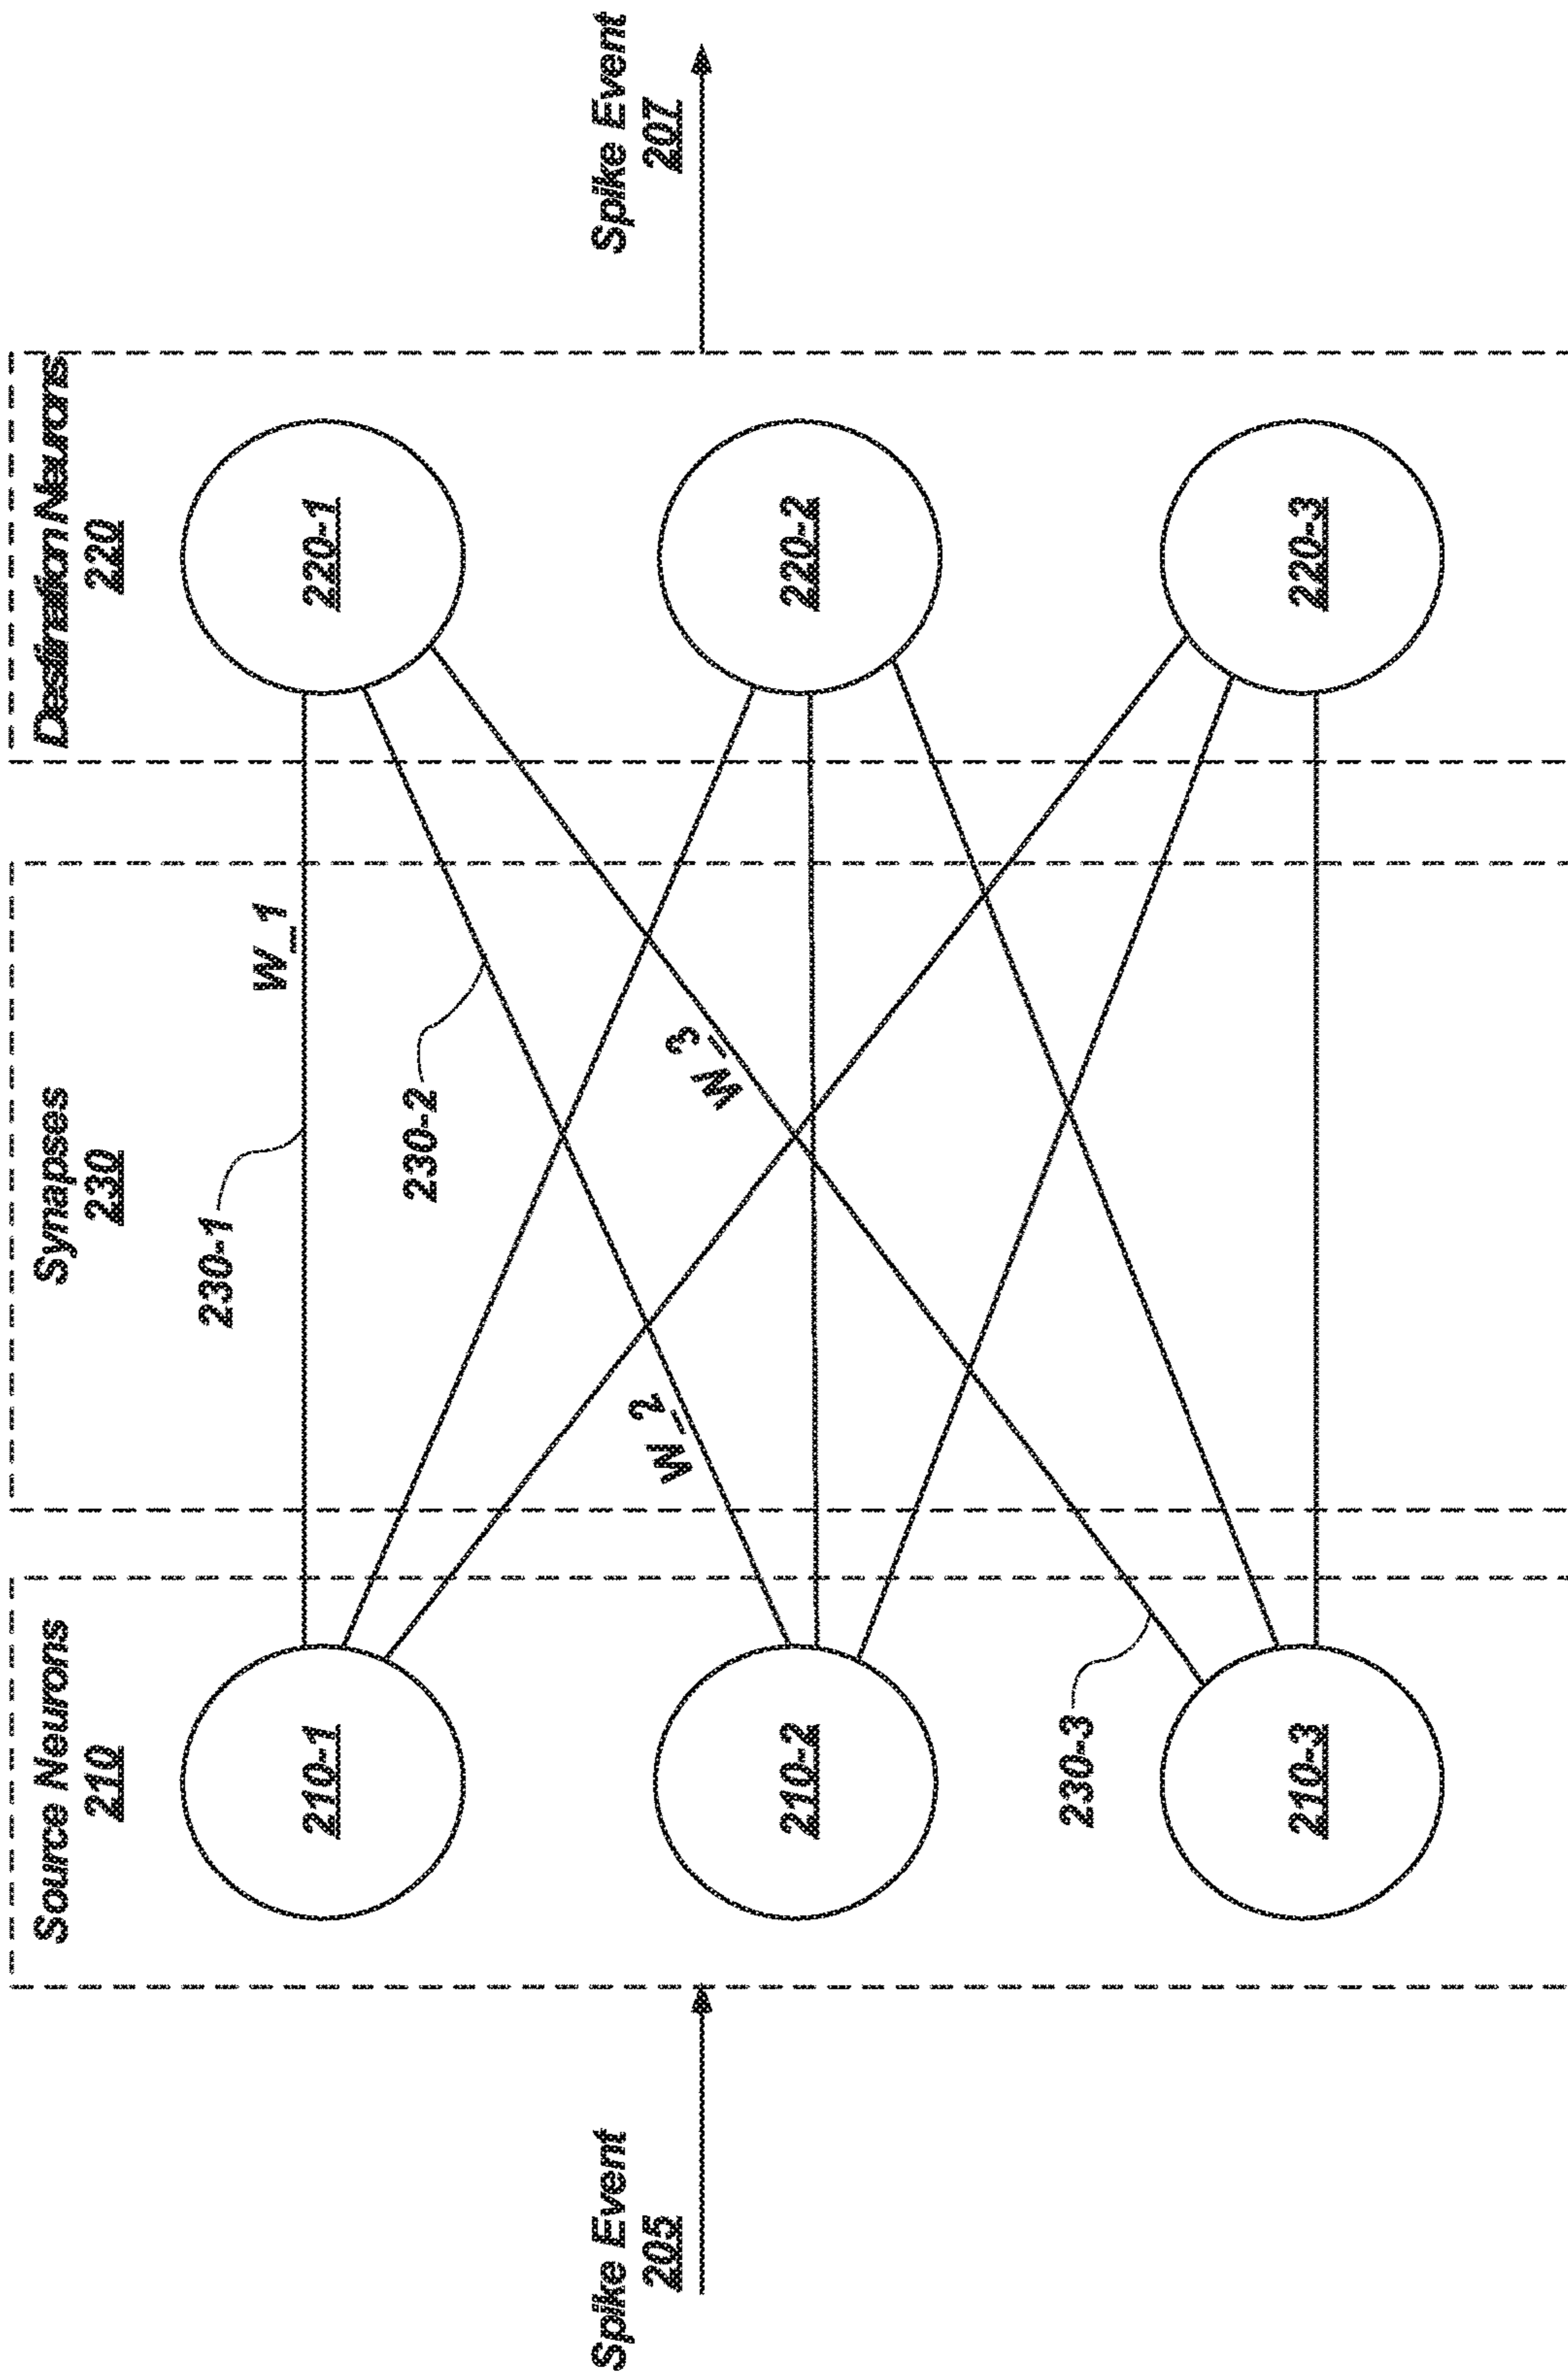 Source Neurons
210
Synapses
230
Destination Neurons
220
230-1
W_1
210-1
220-1
230-2
Spike Event
205
W_2
W_3
Spike Event
207
210-2
220-2
230-3
210-3
220-3